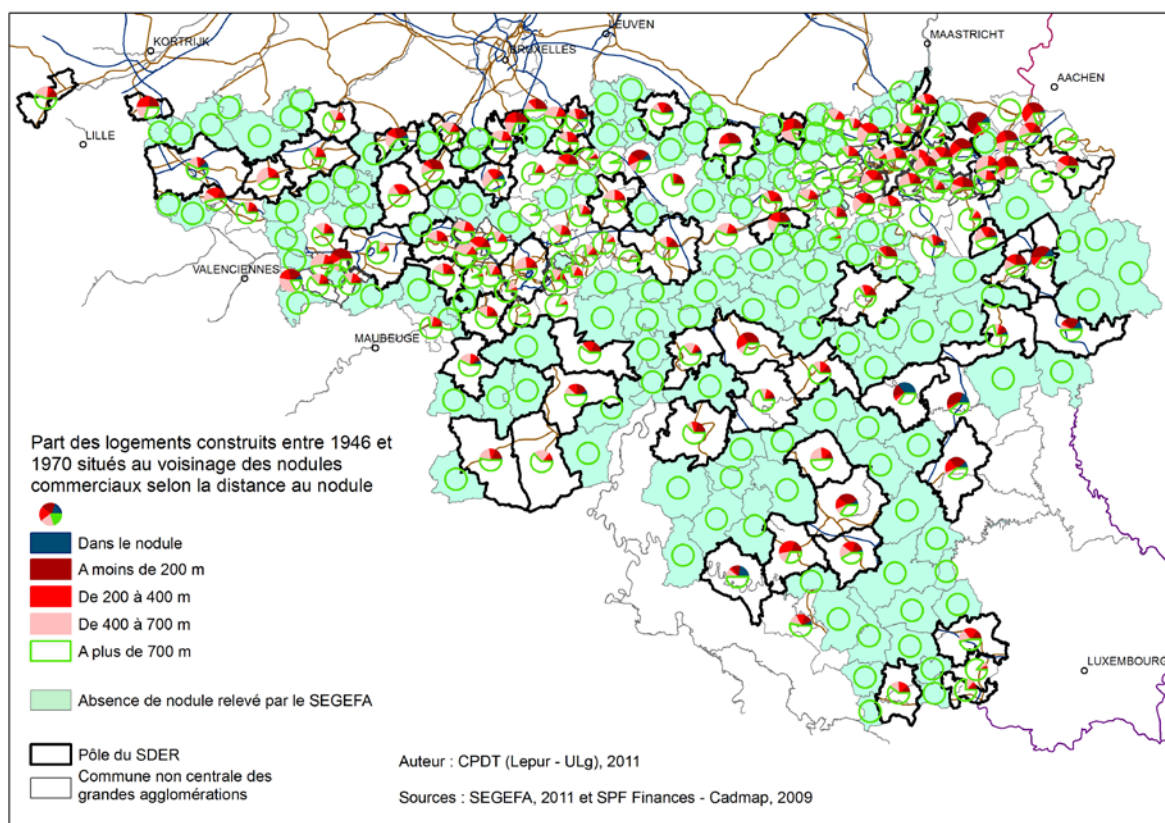 KORTRIJK
LEUVEN
BRUXELLES
MAASTRICHT
AACHEN
LILLE
VALENCIENNES
MAUBEUGE
LUXEMBOURG
Part des logements construits entre 1946 et
1970 situés au voisinage des nodules
commerciaux selon la distance au nodule
Dans le nodule
A moins de 200 m
De 200 à 400 m
De 400 à 700 m
A plus de 700 m
Absence de nodule relevé par le SEGEFA
Pôle du SDER
Commune non centrale des
grandes agglomérations
Auteur : CPDT (Lepur - ULg), 2011
Sources : SEGEFA, 2011 et SPF Finances - Cadmap, 2009